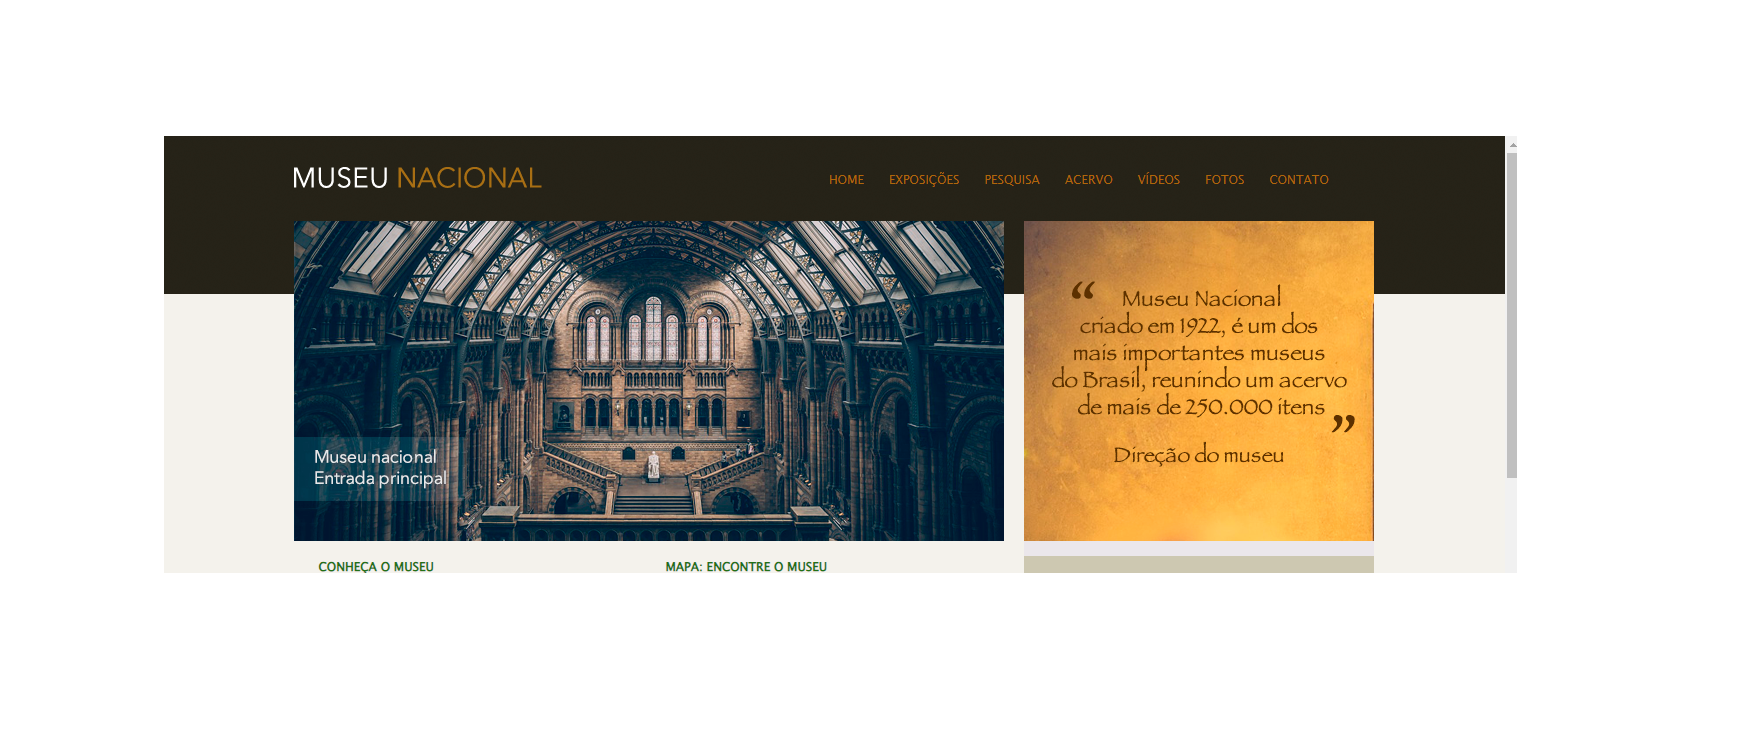 MUSEU NACIONAL
HOME EXPOSIÇÕES PESQUISA ACERVO VÍDEOS FOTOS CONTATO
Museu nacional
Entrada principal
“ Museu Nacional
criado em 1922, é um dos
mais importantes museus
do Brasil, reunindo um acervo
de mais de 250.000 itens ”
Direção do museu
CONHEÇA O MUSEU
MAPA: ENCONTRE O MUSEU